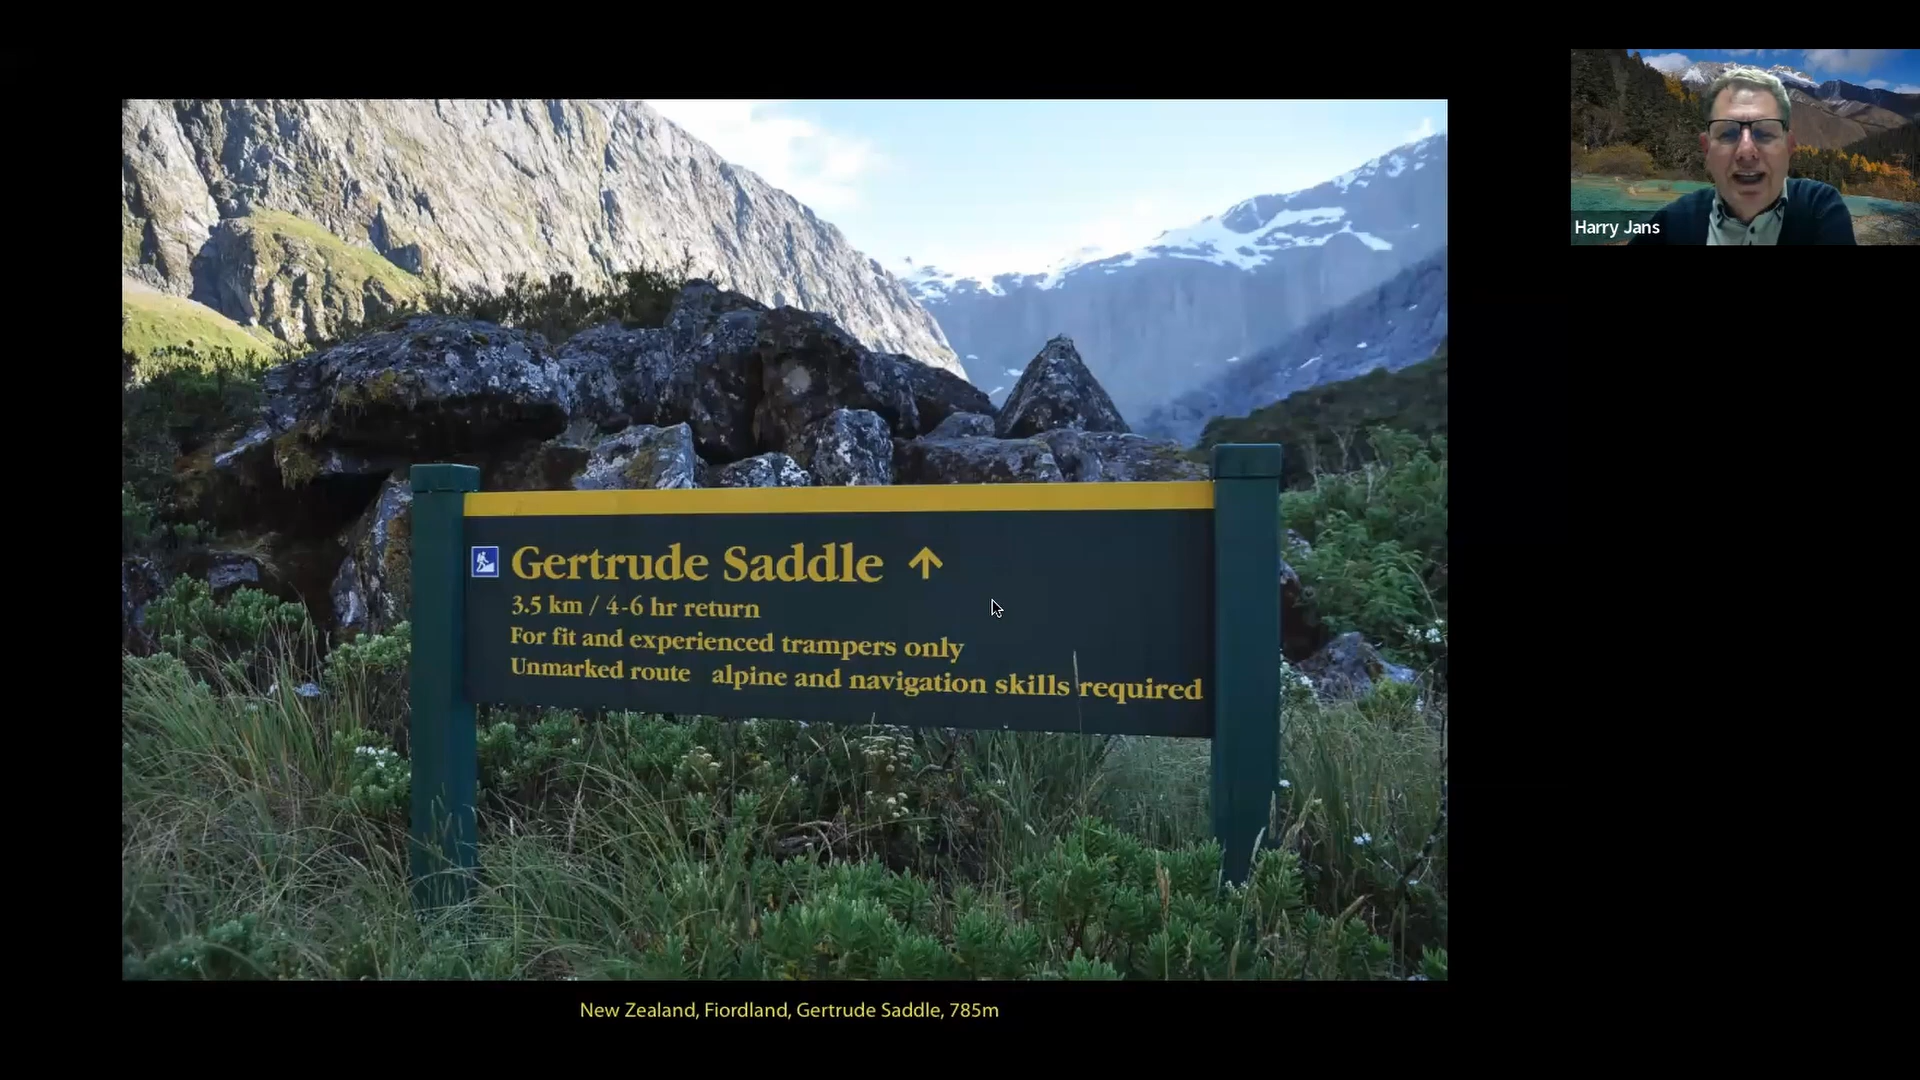 Harry Jans
Gertrude Saddle ↑
3.5 km / 4-6 hr return
For fit and experienced trampers only
Unmarked route alpine and navigation skills required
New Zealand, Fiordland, Gertrude Saddle, 785m